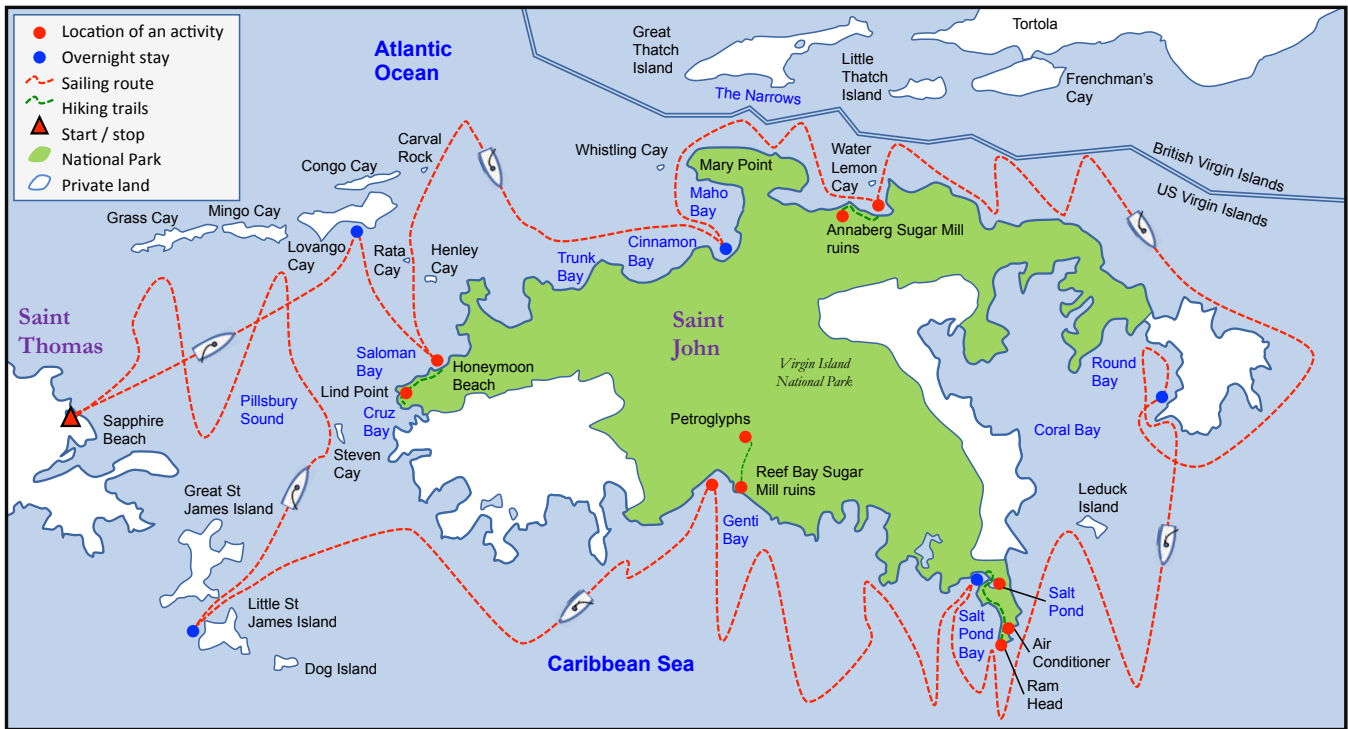 Location of an activity
Overnight stay
Sailing route
Hiking trails
Start / stop
National Park
Private land
Atlantic
Ocean
Great
Thatch
Island
Tortola
Little
Thatch
Island
Frenchman's
Cay
The Narrows
British Virgin Islands
US Virgin Islands
Carval
Rock
Congo Cay
Whistling Cay
Mary Point
Water
Lemon
Cay
Grass Cay
Mingo Cay
Lovango
Cay
Rata
Cay
Henley
Cay
Maho
Bay
Cinnamon
Bay
Trunk
Bay
Annaberg Sugar Mill
ruins
Saint
Thomas
Saint
John
Virgin Island
National Park
Saloman
Bay
Honeymoon
Beach
Lind Point
Cruz
Bay
Round
Bay
Pillsbury
Sound
Sapphire
Beach
Petroglyphs
Coral Bay
Steven
Cay
Reef Bay Sugar
Mill ruins
Great St
James Island
Genti
Bay
Leduck
Island
Little St
James Island
Salt
Pond
Salt
Pond
Bay
Air
Conditioner
Dog Island
Caribbean Sea
Ram
Head